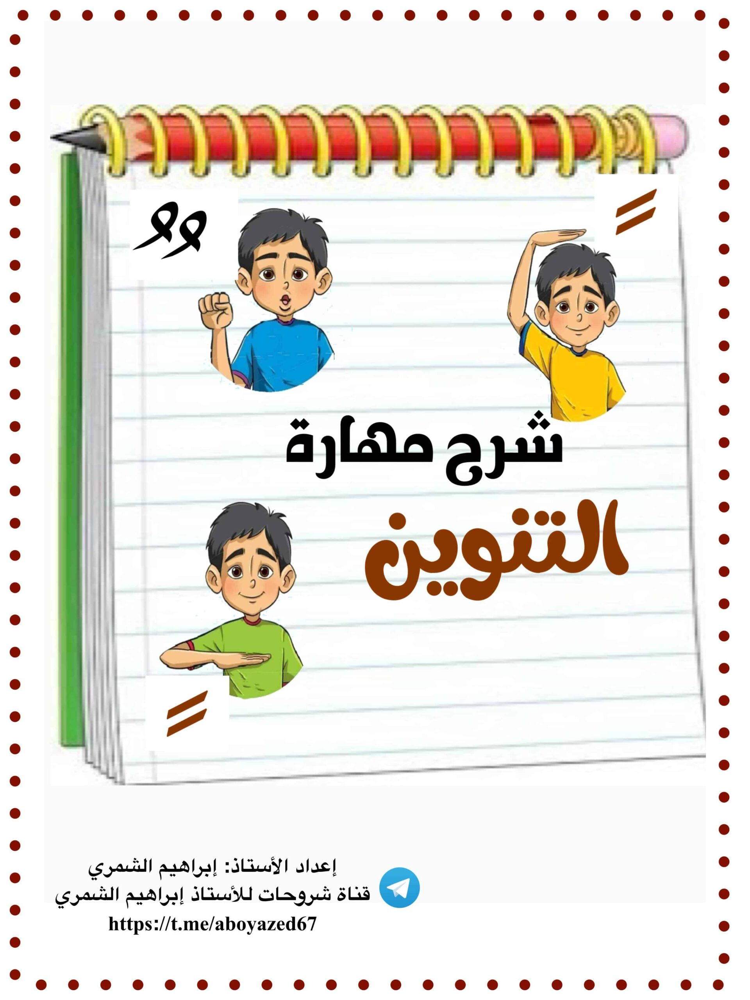 شرح مهارة
التنوين
إعداد الأستاذ: إبراهيم الشمري
قناة شروحات للأستاذ إبراهيم الشمري
https://t.me/aboyazed67